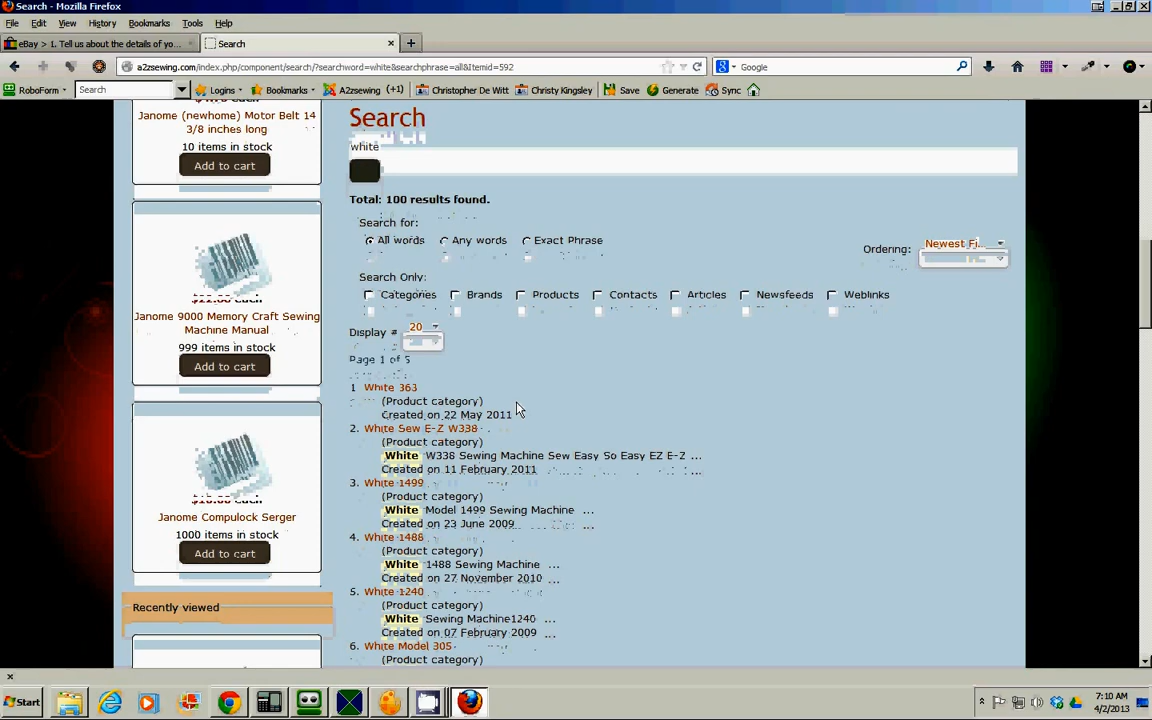 Search - Mozilla Firefox
File Edit View History Bookmarks Tools Help
eBay > 1. Tell us about the details of yo... Search
a2zsewing.com/index.php/component/search/?searchword=white&searchphrase=all&Itemid=592 Google
RoboForm Search Logins Bookmarks A2zsewing (+1) Christopher De Witt Christy Kingsley Save Generate Sync
Janome (newhome) Motor Belt 14
3/8 inches long
10 items in stock
Add to cart
Janome 9000 Memory Craft Sewing
Machine Manual
999 items in stock
Add to cart
Janome Compulock Serger
1000 items in stock
Add to cart
Recently viewed
Search
white
Total: 100 results found.
Search for:
All words Any words Exact Phrase
Ordering: Newest Fi...
Search Only:
Categories Brands Products Contacts Articles Newsfeeds Weblinks
Display # 20
Page 1 of 5
1 White 363
(Product category)
Created on 22 May 2011
2. White Sew E-Z W338
(Product category)
White W338 Sewing Machine Sew Easy So Easy EZ E-Z ...
Created on 11 February 2011 ...
3. White 1499
(Product category)
White Model 1499 Sewing Machine ...
Created on 23 June 2009 ...
4. White 1488
(Product category)
White 1488 Sewing Machine ...
Created on 27 November 2010 ...
5. White 1240
(Product category)
White Sewing Machine1240 ...
Created on 07 February 2009 ...
6. White Model 305
(Product category)
Start
7:10 AM
4/2/2013